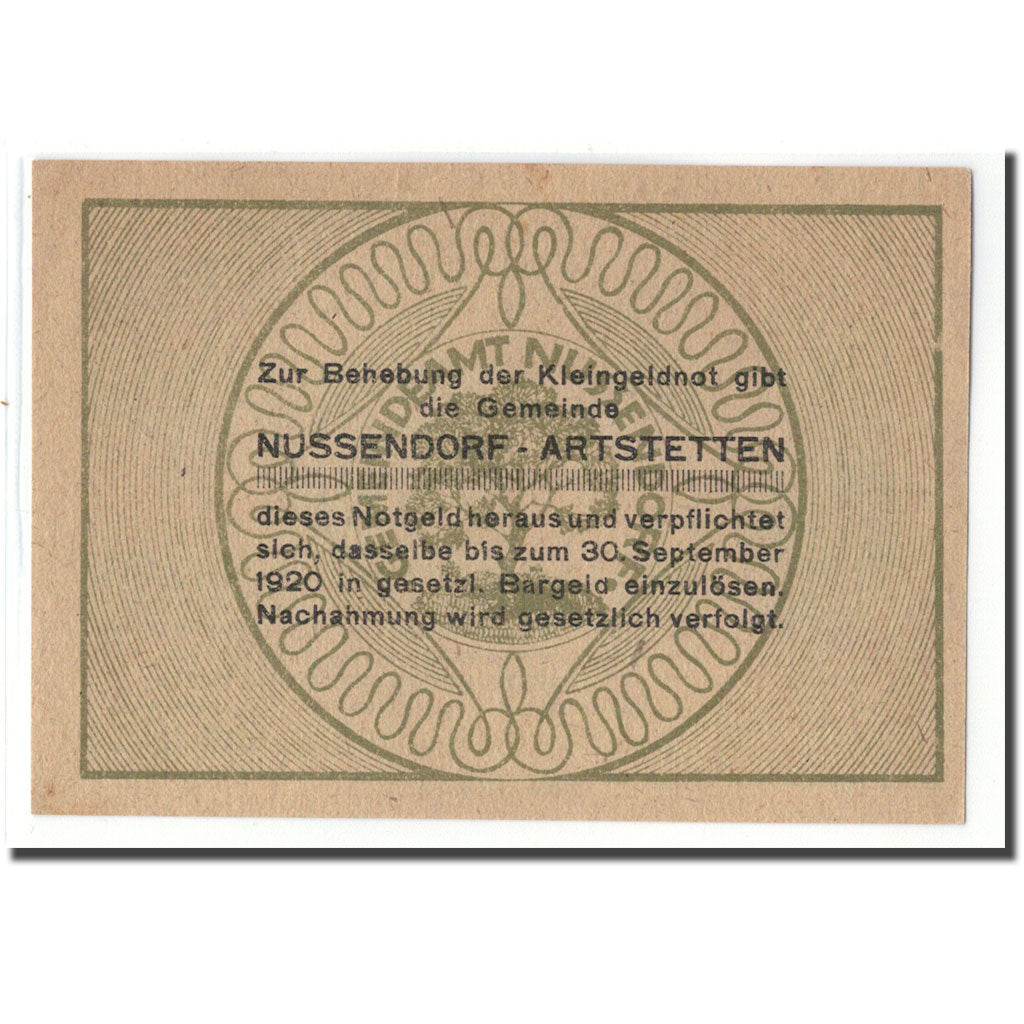 Zur Behebung der Kleingeldnot gibt
die Gemeinde
NUSSENDORF - ARTSTETTEN
dieses Notgeld heraus und verpflichtet
sich, dasselbe bis zum 30. September
1920 in gesetzl. Bargeld einzulösen.
Nachahmung wird gesetzlich verfolgt.